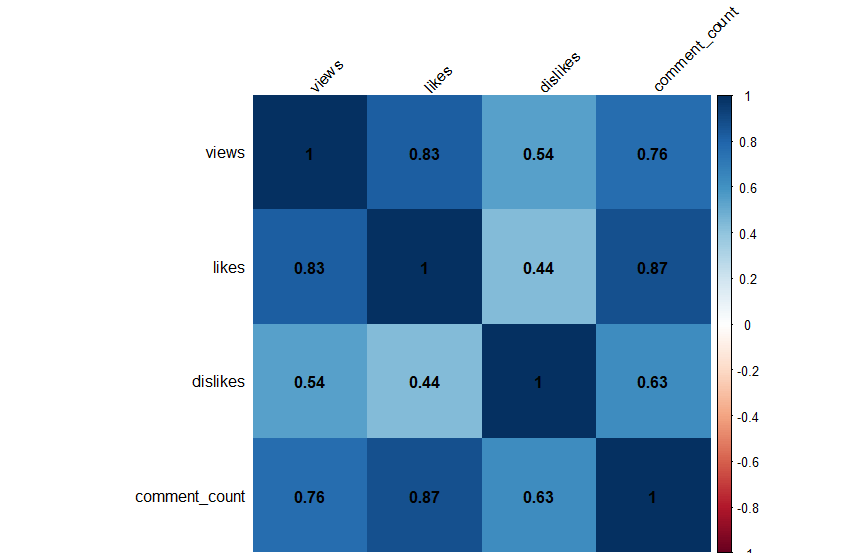 views likes dislikes comment_count
views 1 0.83 0.54 0.76
likes 0.83 1 0.44 0.87
dislikes 0.54 0.44 1 0.63
comment_count 0.76 0.87 0.63 1
1
0.8
0.6
0.4
0.2
0
-0.2
-0.4
-0.6
-0.8
-1